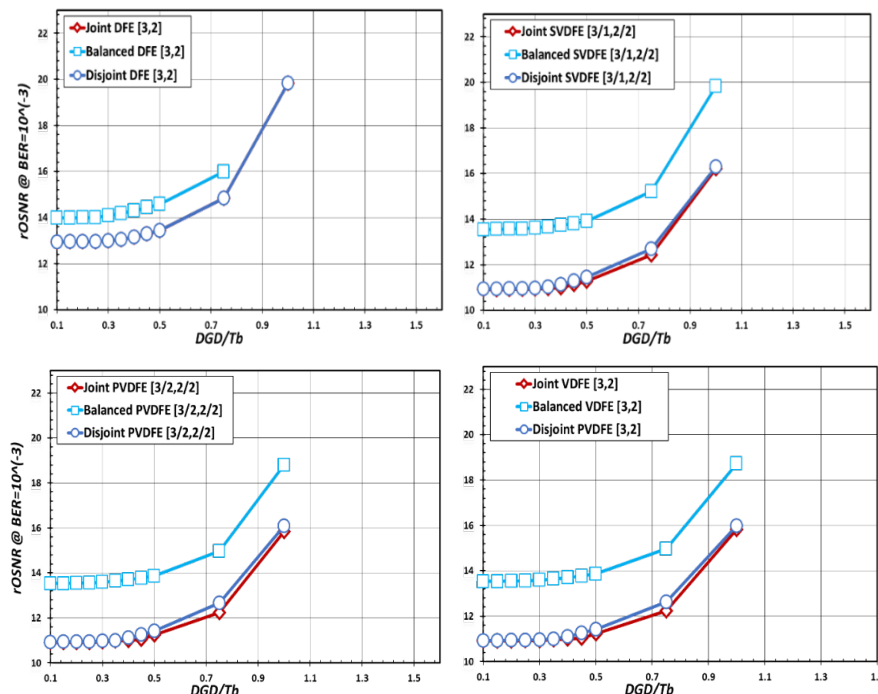 22
20
18
16
14
12
10
rOSNR @ BER=10^(-3)
Joint DFE [3,2]
Balanced DFE [3,2]
Disjoint DFE [3,2]
0.1 0.3 0.5 0.7 0.9 1.1 1.3 1.5
DGD/Tb
22
20
18
16
14
12
10
Joint SVDFE [3/1,2/2]
Balanced SVDFE [3/1,2/2]
Disjoint SVDFE [3/1,2/2]
0.1 0.3 0.5 0.7 0.9 1.1 1.3 1.5
DGD/Tb
22
20
18
16
14
12
10
rOSNR @ BER=10^(-3)
Joint PVDFE [3/2,2/2]
Balanced PVDFE [3/2,2/2]
Disjoint PVDFE [3/2,2/2]
0.1 0.3 0.5 0.7 0.9 1.1 1.3 1.5
DGD/Tb
22
20
18
16
14
12
10
Joint VDFE [3,2]
Balanced VDFE [3,2]
Disjoint PVDFE [3,2]
0.1 0.3 0.5 0.7 0.9 1.1 1.3
DGD/Tb